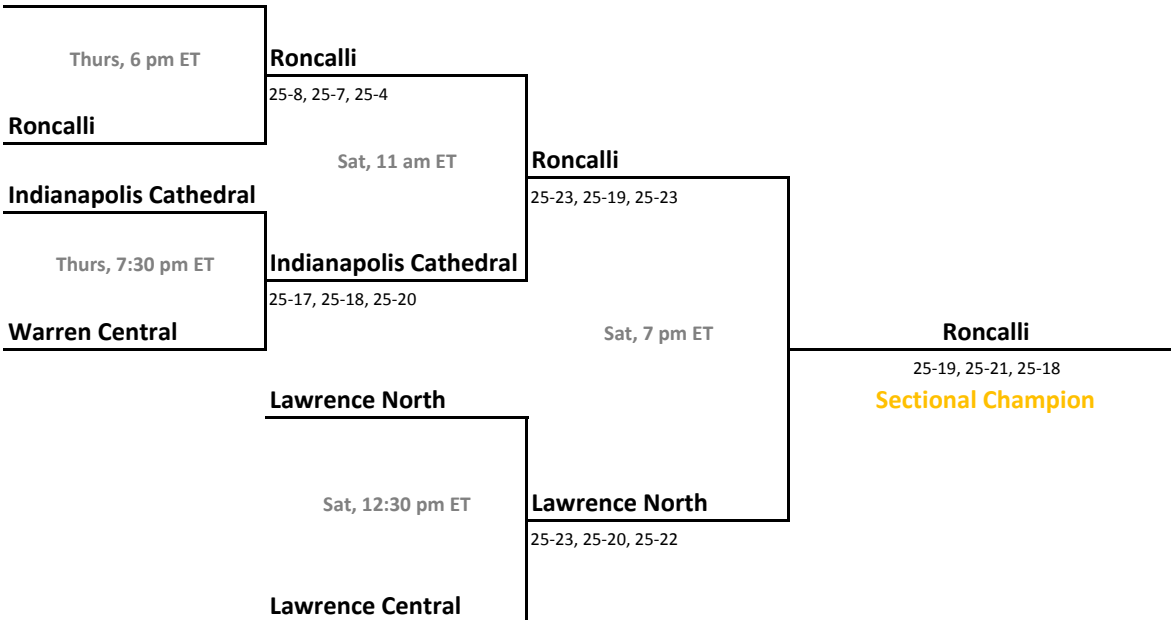 Thurs, 6 pm ET
Roncalli
25-8, 25-7, 25-4
Roncalli
Sat, 11 am ET
Roncalli
Indianapolis Cathedral
25-23, 25-19, 25-23
Thurs, 7:30 pm ET
Indianapolis Cathedral
25-17, 25-18, 25-20
Warren Central
Sat, 7 pm ET
Roncalli
25-19, 25-21, 25-18
Lawrence North
Sectional Champion
Sat, 12:30 pm ET
Lawrence North
25-23, 25-20, 25-22
Lawrence Central